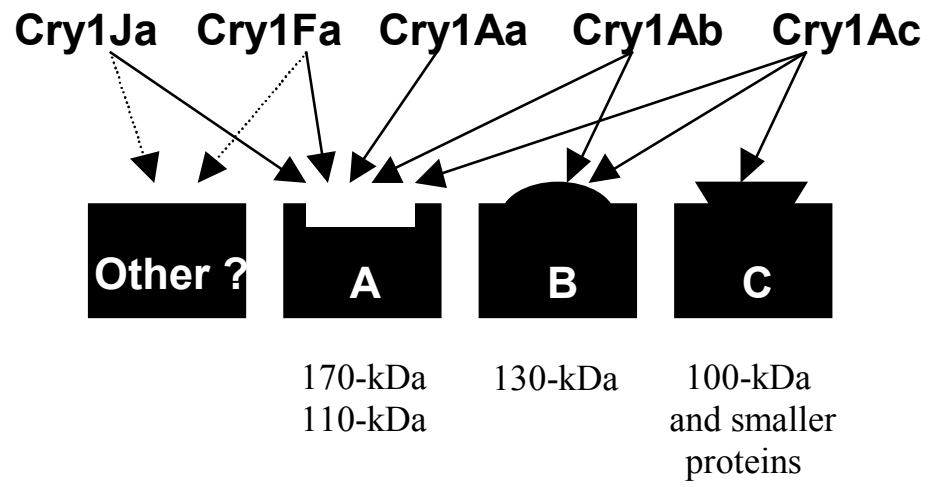 Cry1Ja Cry1Fa Cry1Aa Cry1Ab Cry1Ac
Other ? A B C
170-kDa 130-kDa 100-kDa
110-kDa and smaller
proteins